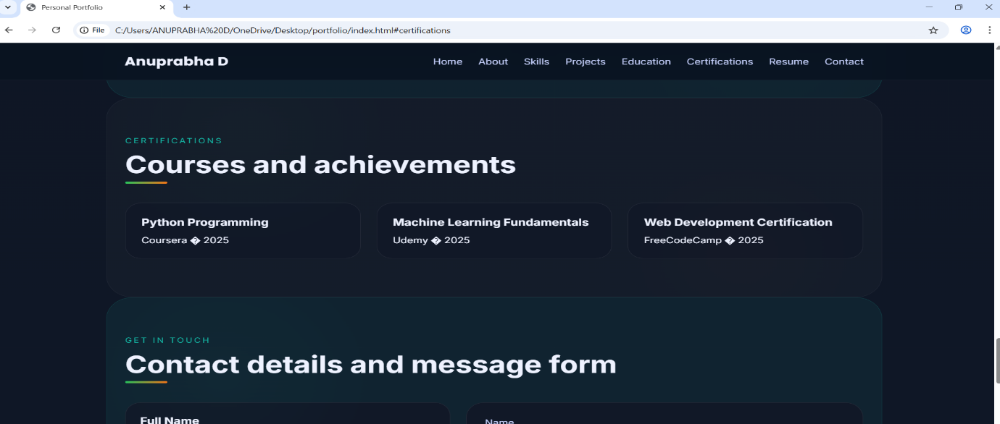 Personal Portfolio
File C:/Users/ANUPRABHA%20D/OneDrive/Desktop/portfolio/index.html#certifications
Anuprabha D Home About Skills Projects Education Certifications Resume Contact
CERTIFICATIONS
Courses and achievements
Python Programming
Coursera � 2025
Machine Learning Fundamentals
Udemy � 2025
Web Development Certification
FreeCodeCamp � 2025
GET IN TOUCH
Contact details and message form
Full Name
Name